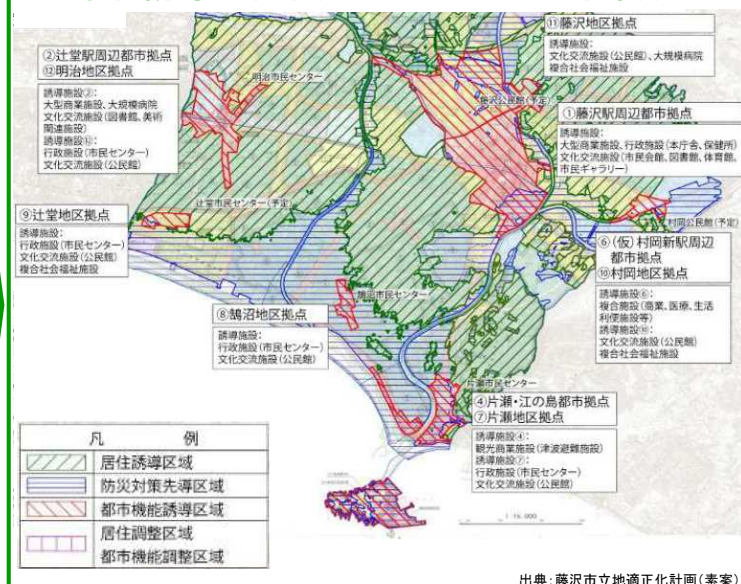 ②辻堂駅周辺都市拠点
⑫明治地区拠点
誘導施設②:
大型商業施設、大規模病院
文化交流施設(図書館、美術
関連施設)
誘導施設⑫:
行政施設(市民センター)
文化交流施設(公民館)
明治市民センター
⑪藤沢地区拠点
誘導施設:
文化交流施設(公民館)、大規模病院
複合社会福祉施設
藤沢公民館(予定)
①藤沢駅周辺都市拠点
誘導施設:
大型商業施設、行政施設(本庁舎、保健所)
文化交流施設(市民会館、図書館、体育館、
市民ギャラリー)
辻堂市民センター(予定)
村岡公民館(予定)
⑨辻堂地区拠点
誘導施設:
行政施設(市民センター)
文化交流施設(公民館)
複合社会福祉施設
⑥(仮)村岡新駅周辺
都市拠点
⑩村岡地区拠点
誘導施設⑥:
複合施設(商業、医療、生活
利便施設等)
誘導施設⑩:
文化交流施設(公民館)
複合社会福祉施設
鵠沼市民センター
⑧鵠沼地区拠点
誘導施設:
行政施設(市民センター)
文化交流施設(公民館)
片瀬市民センター
④片瀬・江の島都市拠点
⑦片瀬地区拠点
誘導施設④:
観光商業施設(津波避難施設)
誘導施設⑦:
行政施設(市民センター)
文化交流施設(公民館)
凡 例
居住誘導区域
防災対策先導区域
都市機能誘導区域
居住調整区域
都市機能調整区域
1:16,000
出典:藤沢市立地適正化計画(素案)